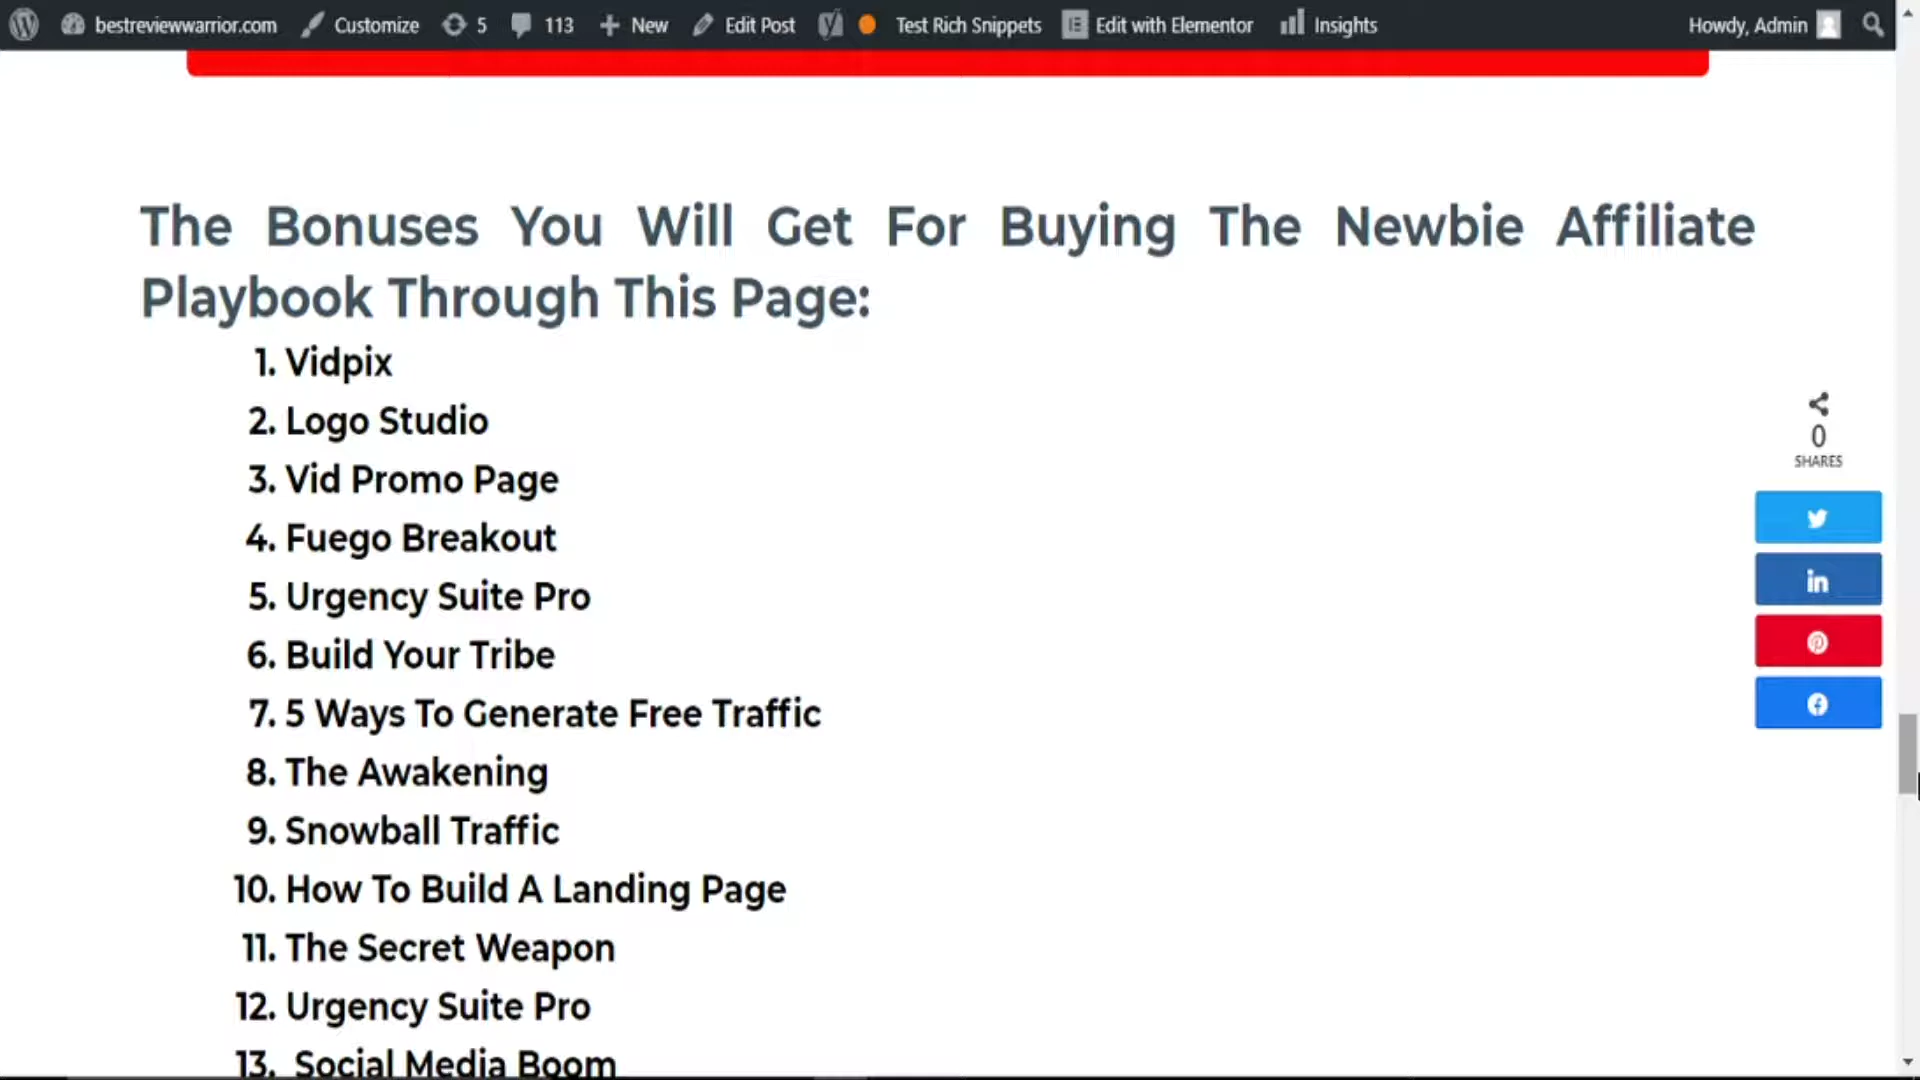 bestreviewwarrior.com Customize 5 113 New Edit Post Test Rich Snippets Edit with Elementor Insights Howdy, Admin
The Bonuses You Will Get For Buying The Newbie Affiliate
Playbook Through This Page:
1. Vidpix
2. Logo Studio
3. Vid Promo Page
4. Fuego Breakout
5. Urgency Suite Pro
6. Build Your Tribe
7. 5 Ways To Generate Free Traffic
8. The Awakening
9. Snowball Traffic
10. How To Build A Landing Page
11. The Secret Weapon
12. Urgency Suite Pro
13. Social Media Boom
0
SHARES
in